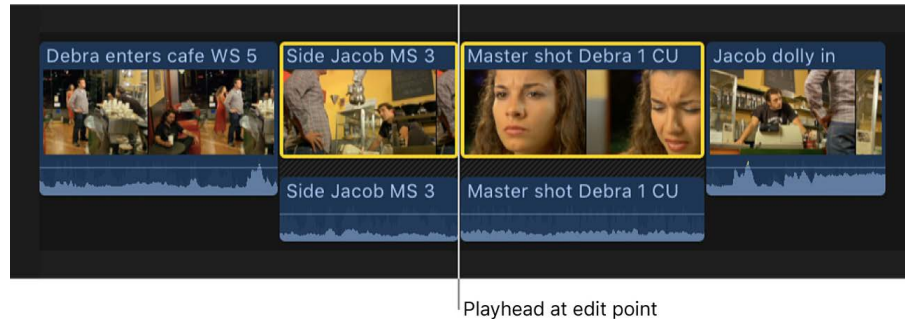 Debra enters cafe WS 5
Side Jacob MS 3
Master shot Debra 1 CU
Jacob dolly in
Side Jacob MS 3
Master shot Debra 1 CU
Playhead at edit point